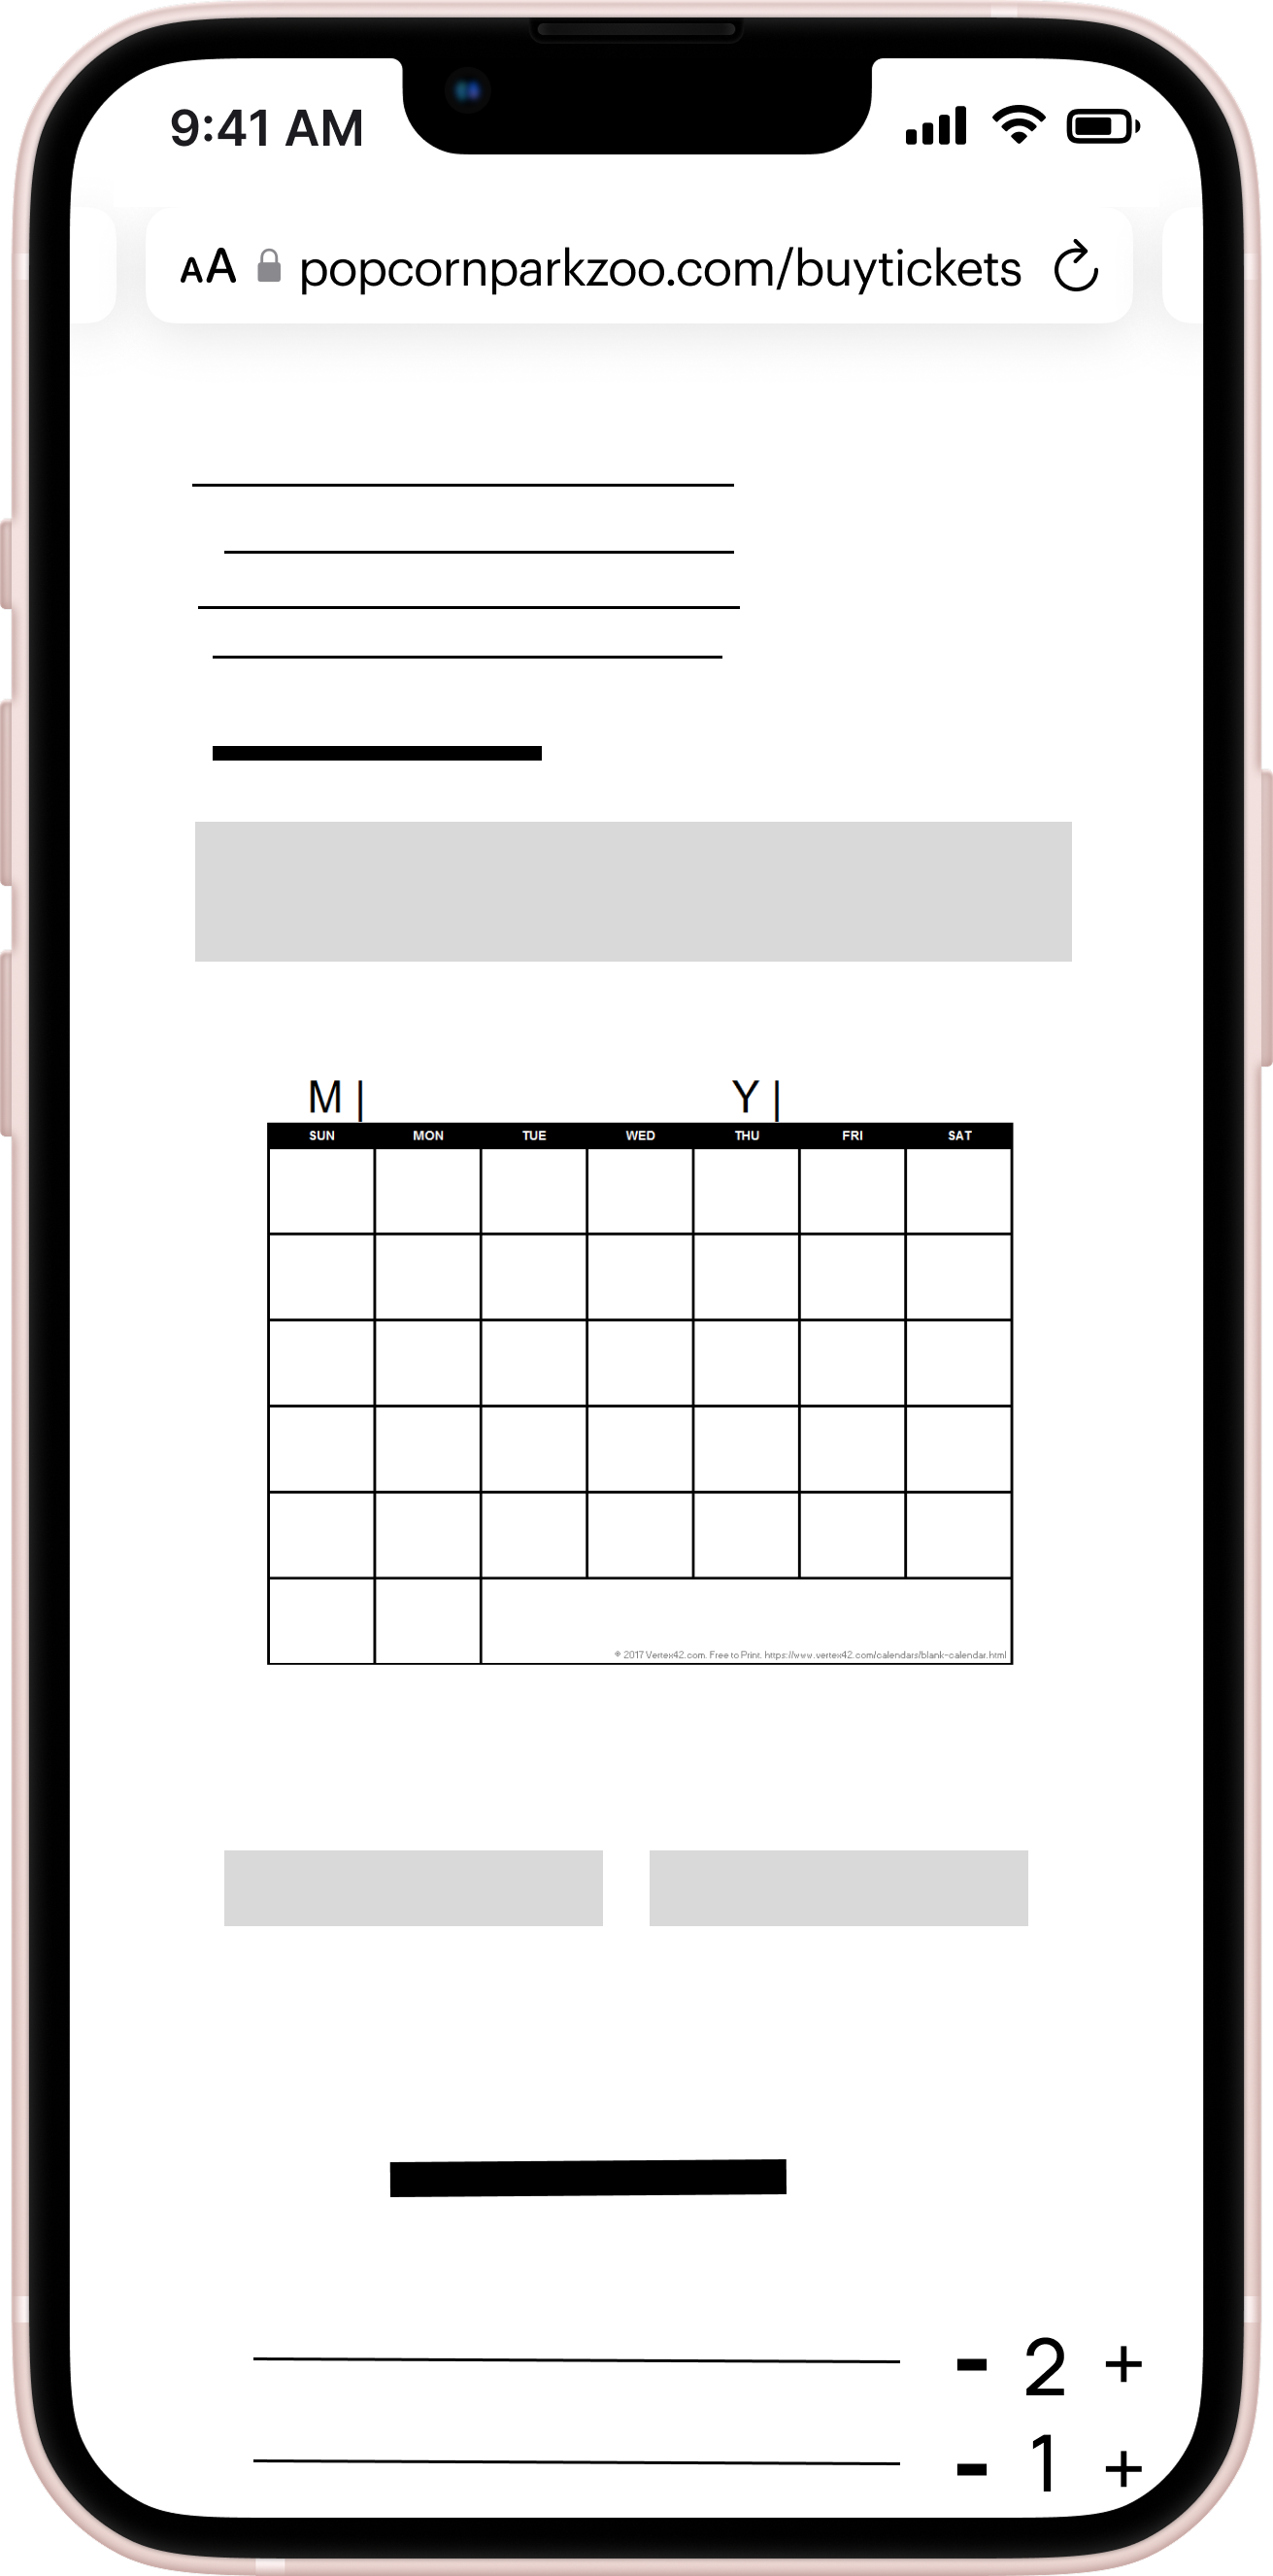 9:41 AM
AA popcornparkzoo.com/buytickets
M | Y |
SUN MON TUE WED THU FRI SAT
© 2017 Vertex42.com. Free to Print. https://www.vertex42.com/calendars/blank-calendar.html
- 2 +
- 1 +